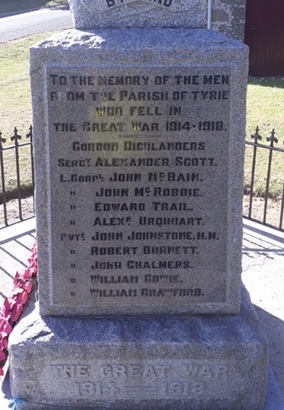 TO THE MEMORY OF THE MEN
FROM THE PARISH OF TYRIE
WHO FELL IN
THE GREAT WAR 1914-1918.
GORDON HIGHLANDERS
SERGT ALEXANDER SCOTT.
L.CORPL JOHN MCBAIN.
" JOHN MCROBBIE.
" EDWARD TRAIL.
" ALEXR URQUHART.
PVTE JOHN JOHNSTONE, M.M.
" ROBERT BURNETT.
" JOHN CHALMERS.
" WILLIAM COWIE.
" WILLIAM CRAWFORD.
THE GREAT WAR
1914 — 1918